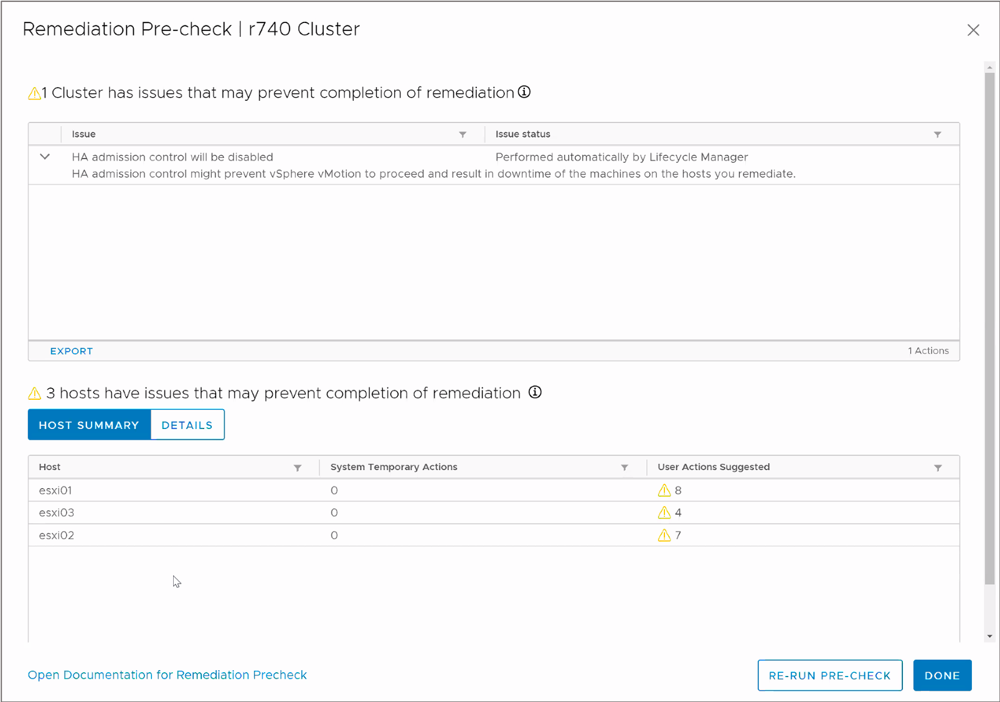 Remediation Pre-check | r740 Cluster
1 Cluster has issues that may prevent completion of remediation
Issue Issue status
HA admission control will be disabled Performed automatically by Lifecycle Manager
HA admission control might prevent vSphere vMotion to proceed and result in downtime of the machines on the hosts you remediate.
EXPORT 1 Actions
3 hosts have issues that may prevent completion of remediation
HOST SUMMARY DETAILS
Host System Temporary Actions User Actions Suggested
esxi01 0 8
esxi03 0 4
esxi02 0 7
Open Documentation for Remediation Precheck RE-RUN PRE-CHECK DONE